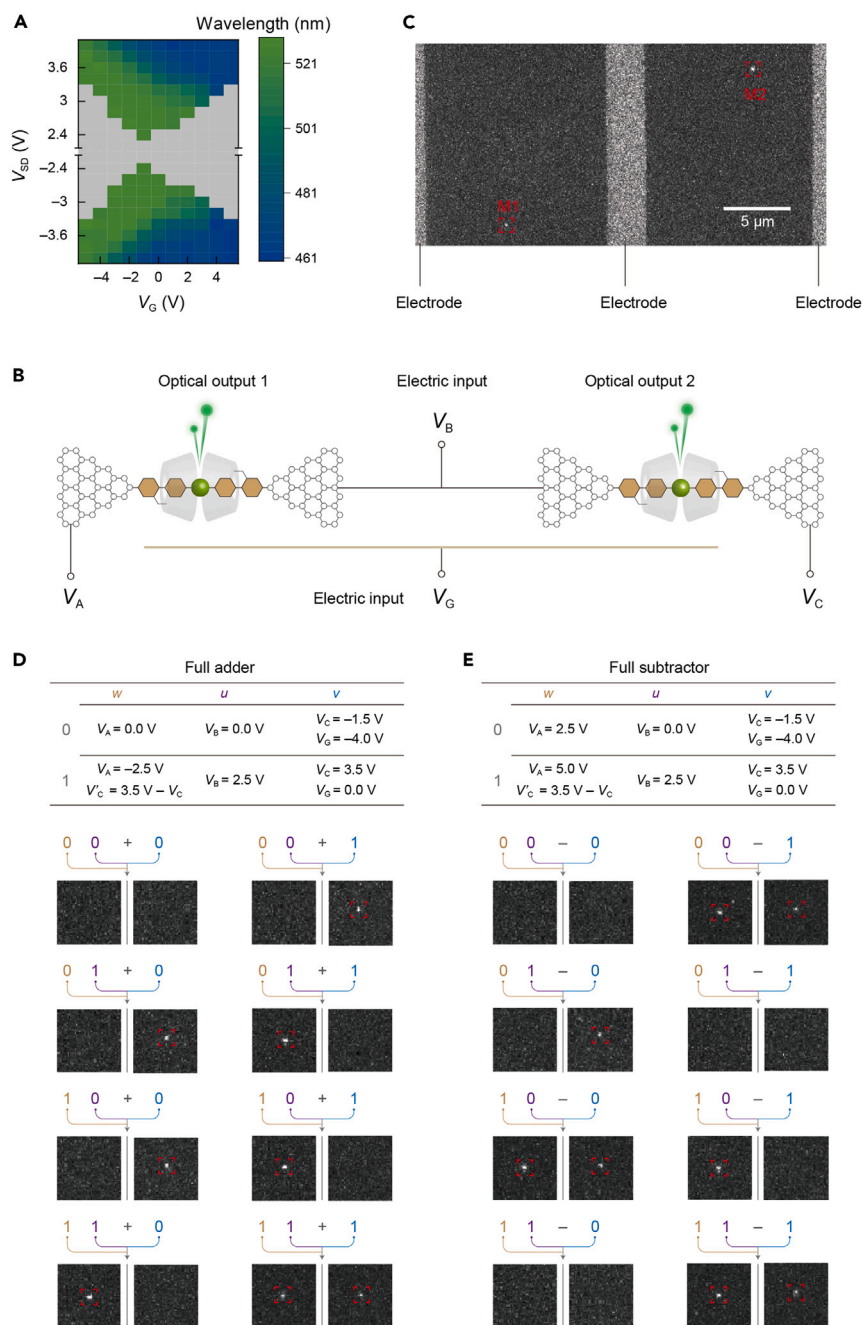 A
Wavelength (nm)
3.6
3
2.4
−2.4
−3
−3.6
V_SD (V)
−4 −2 0 2 4
V_G (V)
521
501
481
461
C
M2
M1
5 μm
Electrode Electrode Electrode
B
Optical output 1 Electric input Optical output 2
V_B
V_A Electric input V_G V_C
D
Full adder
w u v
0 V_A = 0.0 V V_B = 0.0 V V_C = −1.5 V
V_G = −4.0 V
1 V_A = −2.5 V V_B = 2.5 V V_C = 3.5 V
V'_C = 3.5 V − V_C V_G = 0.0 V
0 0 + 0 0 0 + 1
0 1 + 0 0 1 + 1
1 0 + 0 1 0 + 1
1 1 + 0 1 1 + 1
E
Full subtractor
w u v
0 V_A = 2.5 V V_B = 0.0 V V_C = −1.5 V
V_G = −4.0 V
1 V_A = 5.0 V V_B = 2.5 V V_C = 3.5 V
V'_C = 3.5 V − V_C V_G = 0.0 V
0 0 − 0 0 0 − 1
0 1 − 0 0 1 − 1
1 0 − 0 1 0 − 1
1 1 − 0 1 1 − 1